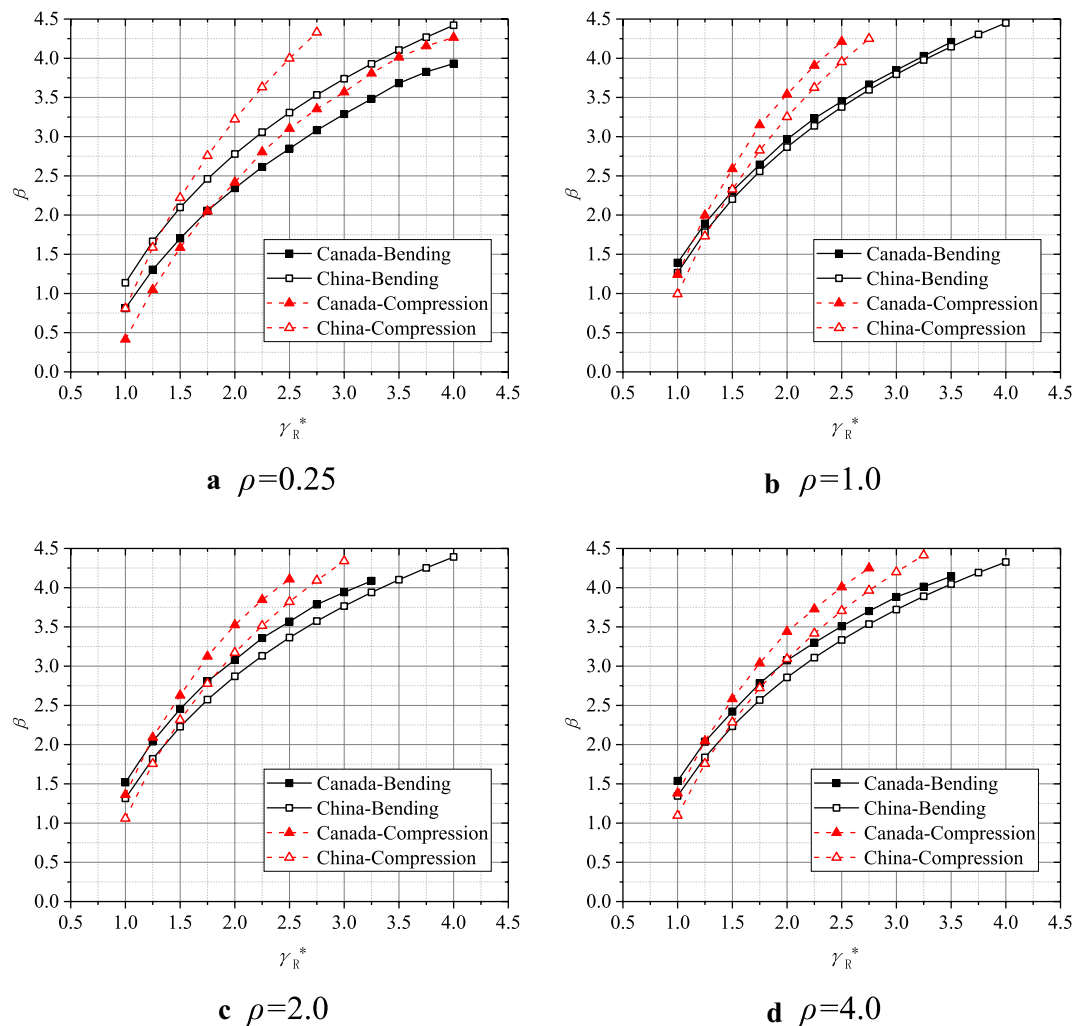 4.5
4.0
3.5
3.0
2.5
2.0
1.5
1.0
0.5
0.0
β
Canada-Bending
China-Bending
Canada-Compression
China-Compression
0.5 1.0 1.5 2.0 2.5 3.0 3.5 4.0 4.5
γR*
a ρ=0.25
4.5
4.0
3.5
3.0
2.5
2.0
1.5
1.0
0.5
0.0
β
Canada-Bending
China-Bending
Canada-Compression
China-Compression
0.5 1.0 1.5 2.0 2.5 3.0 3.5 4.0 4.5
γR*
b ρ=1.0
4.5
4.0
3.5
3.0
2.5
2.0
1.5
1.0
0.5
0.0
β
Canada-Bending
China-Bending
Canada-Compression
China-Compression
0.5 1.0 1.5 2.0 2.5 3.0 3.5 4.0 4.5
γR*
c ρ=2.0
4.5
4.0
3.5
3.0
2.5
2.0
1.5
1.0
0.5
0.0
β
Canada-Bending
China-Bending
Canada-Compression
China-Compression
0.5 1.0 1.5 2.0 2.5 3.0 3.5 4.0 4.5
γR*
d ρ=4.0